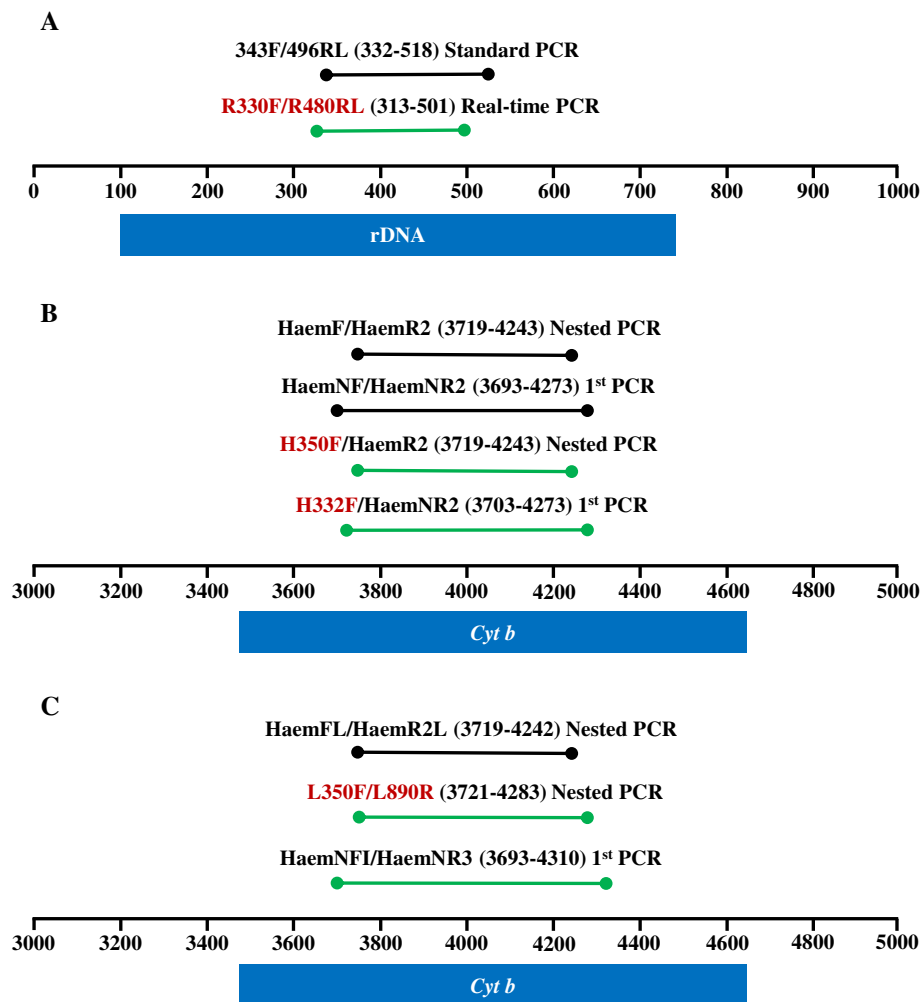 A
343F/496RL (332-518) Standard PCR
R330F/R480RL (313-501) Real-time PCR
0 100 200 300 400 500 600 700 800 900 1000
rDNA
B
HaemF/HaemR2 (3719-4243) Nested PCR
HaemNF/HaemNR2 (3693-4273) 1st PCR
H350F/HaemR2 (3719-4243) Nested PCR
H332F/HaemNR2 (3703-4273) 1st PCR
3000 3200 3400 3600 3800 4000 4200 4400 4600 4800 5000
Cyt b
C
HaemFL/HaemR2L (3719-4242) Nested PCR
L350F/L890R (3721-4283) Nested PCR
HaemNFI/HaemNR3 (3693-4310) 1st PCR
3000 3200 3400 3600 3800 4000 4200 4400 4600 4800 5000
Cyt b